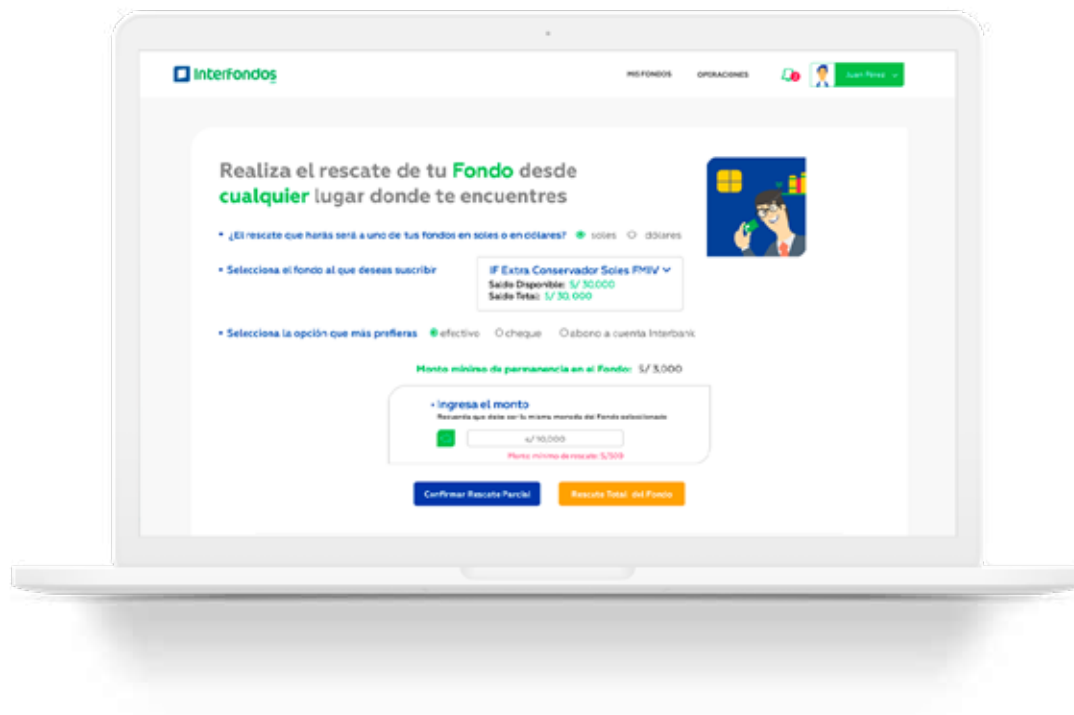 Interfondos
MIS FONDOS OPERACIONES Juan Pérez
Realiza el rescate de tu Fondo desde
cualquier lugar donde te encuentres
• ¿El rescate que harás será a uno de tus fondos en soles o en dólares? soles dólares
• Selecciona el fondo al que deseas suscribir
IF Extra Conservador Soles FMIV
Saldo Disponible: S/ 30,000
Saldo Total: S/ 30,000
• Selecciona la opción que más prefieras efectivo cheque abono a cuenta Interbank
Monto mínimo de permanencia en el Fondo: S/ 3,000
• Ingresa el monto
Recuerda que debe ser la misma moneda del Fondo seleccionado
s/ 10,000
Monto mínimo de rescate: S/500
Confirmar Rescate Parcial Rescate Total del Fondo